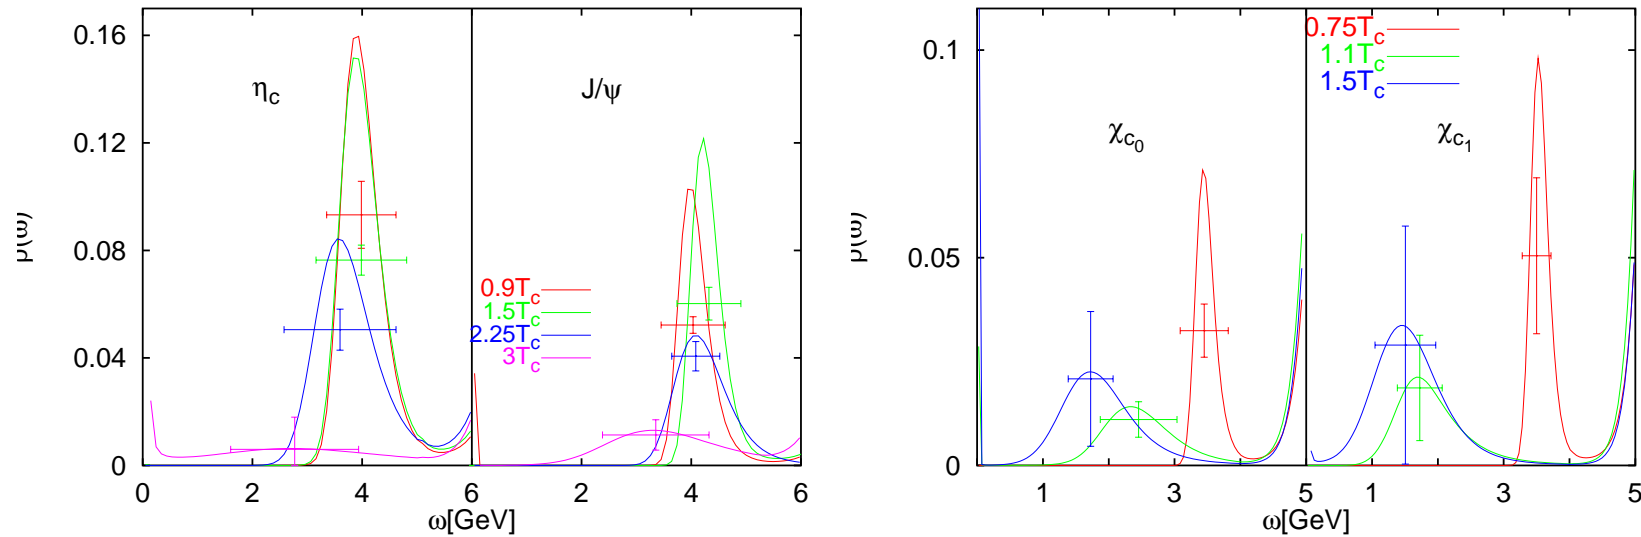 0.16
0.12
0.08
0.04
0
ρ(ω)
η_c
J/ψ
0.9T_c
1.5T_c
2.25T_c
3T_c
0 2 4 2 4 6
ω[GeV]
0.1
0.05
0
ρ(ω)
χ_c₀
χ_c₁
0.75T_c
1.1T_c
1.5T_c
1 3 5 1 3 5
ω[GeV]